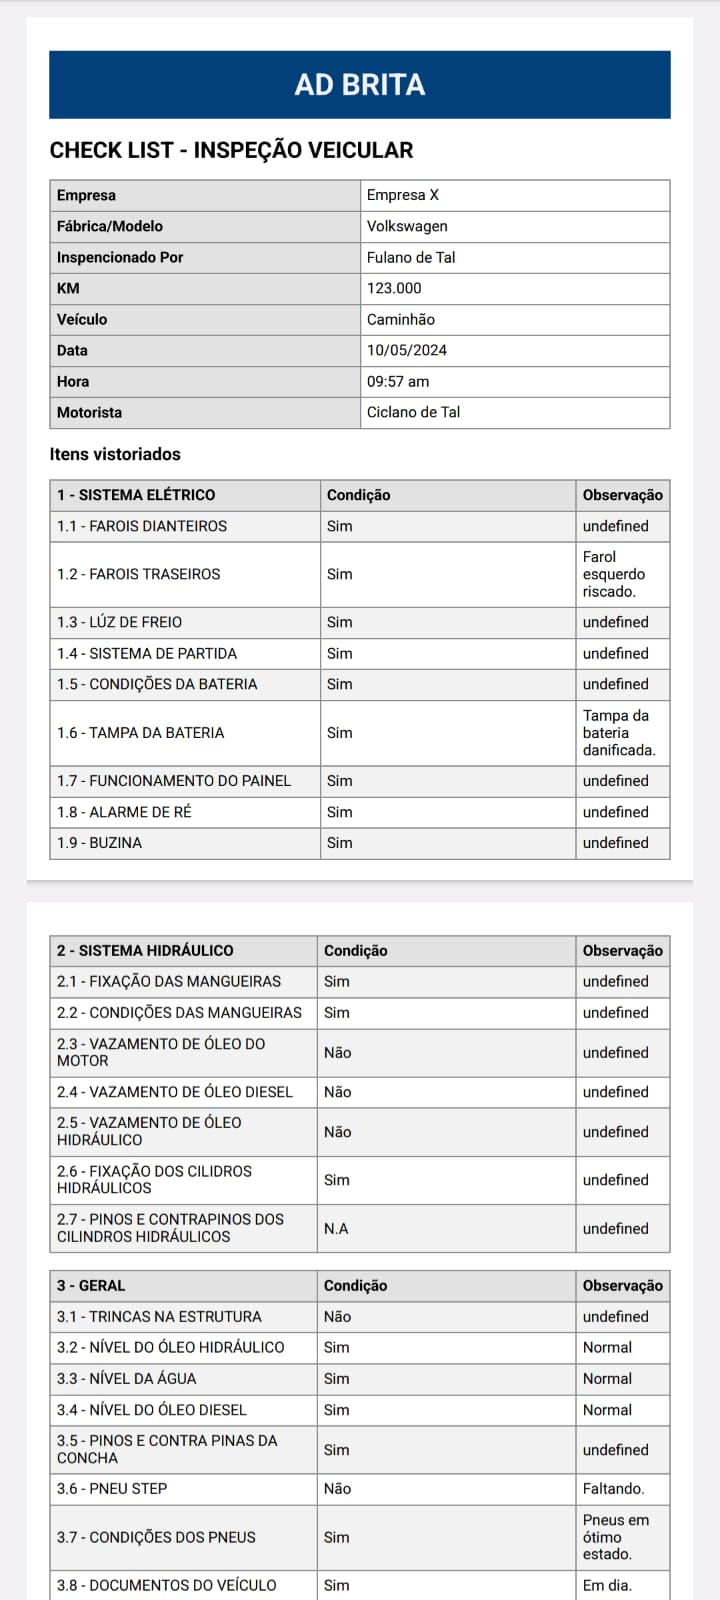 AD BRITA
CHECK LIST - INSPEÇÃO VEICULAR
Empresa Empresa X
Fábrica/Modelo Volkswagen
Inspencionado Por Fulano de Tal
KM 123.000
Veículo Caminhão
Data 10/05/2024
Hora 09:57 am
Motorista Ciclano de Tal
Itens vistoriados
1 - SISTEMA ELÉTRICO Condição Observação
1.1 - FAROIS DIANTEIROS Sim undefined
1.2 - FAROIS TRASEIROS Sim Farol
esquerdo
riscado.
1.3 - LÚZ DE FREIO Sim undefined
1.4 - SISTEMA DE PARTIDA Sim undefined
1.5 - CONDIÇÕES DA BATERIA Sim undefined
1.6 - TAMPA DA BATERIA Sim Tampa da
bateria
danificada.
1.7 - FUNCIONAMENTO DO PAINEL Sim undefined
1.8 - ALARME DE RÉ Sim undefined
1.9 - BUZINA Sim undefined
2 - SISTEMA HIDRÁULICO Condição Observação
2.1 - FIXAÇÃO DAS MANGUEIRAS Sim undefined
2.2 - CONDIÇÕES DAS MANGUEIRAS Sim undefined
2.3 - VAZAMENTO DE ÓLEO DO
MOTOR Não undefined
2.4 - VAZAMENTO DE ÓLEO DIESEL Não undefined
2.5 - VAZAMENTO DE ÓLEO
HIDRÁULICO Não undefined
2.6 - FIXAÇÃO DOS CILIDROS
HIDRÁULICOS Sim undefined
2.7 - PINOS E CONTRAPINOS DOS
CILINDROS HIDRÁULICOS N.A undefined
3 - GERAL Condição Observação
3.1 - TRINCAS NA ESTRUTURA Não undefined
3.2 - NÍVEL DO ÓLEO HIDRÁULICO Sim Normal
3.3 - NÍVEL DA ÁGUA Sim Normal
3.4 - NÍVEL DO ÓLEO DIESEL Sim Normal
3.5 - PINOS E CONTRA PINAS DA
CONCHA Sim undefined
3.6 - PNEU STEP Não Faltando.
3.7 - CONDIÇÕES DOS PNEUS Sim Pneus em
ótimo
estado.
3.8 - DOCUMENTOS DO VEÍCULO Sim Em dia.